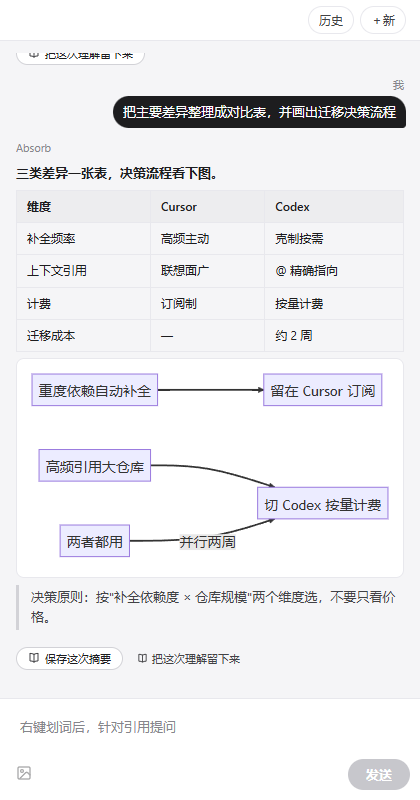 历史
+ 新
把这次理解留下来
我
把主要差异整理成对比表，并画出迁移决策流程
Absorb
三类差异一张表，决策流程看下图。
维度 Cursor Codex
补全频率 高频主动 克制按需
上下文引用 联想面广 @ 精确指向
计费 订阅制 按量计费
迁移成本 — 约 2 周
重度依赖自动补全 留在 Cursor 订阅
高频引用大仓库
切 Codex 按量计费
两者都用 并行两周
决策原则：按"补全依赖度 × 仓库规模"两个维度选，不要只看价
格。
保存这次摘要 把这次理解留下来
右键划词后，针对引用提问
发送